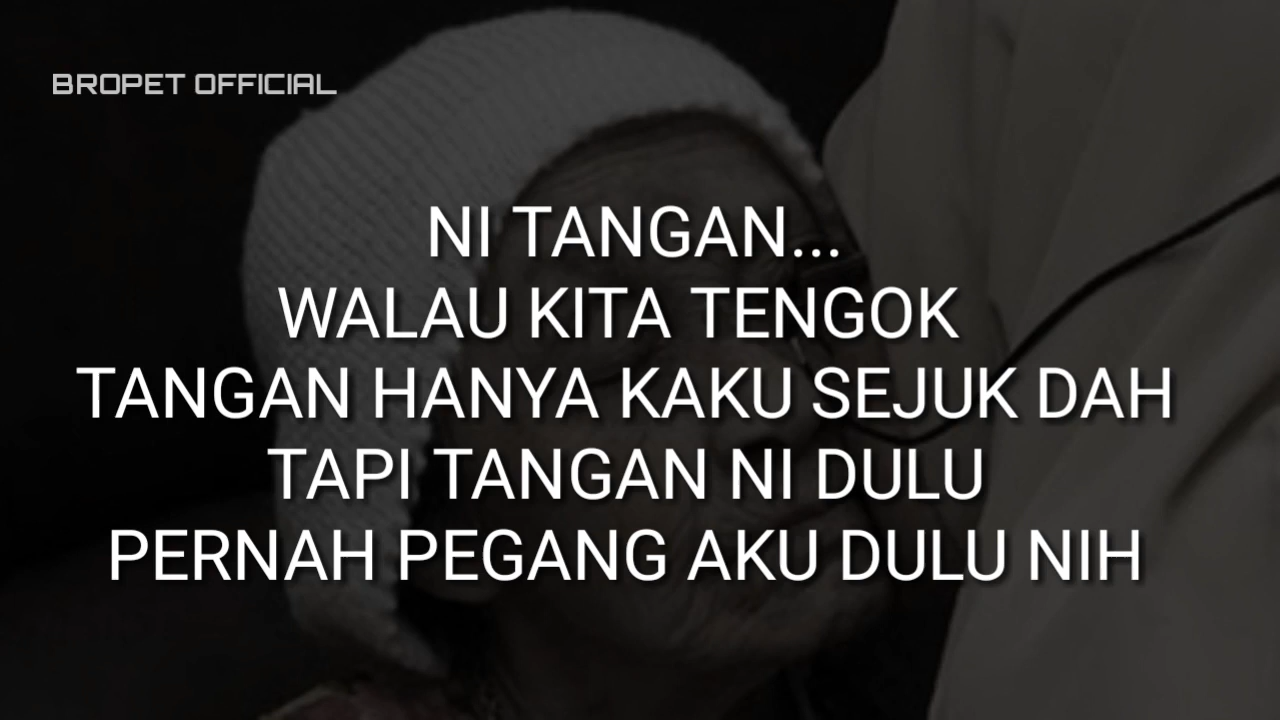 BROPET OFFICIAL
NI TANGAN...
WALAU KITA TENGOK
TANGAN HANYA KAKU SEJUK DAH
TAPI TANGAN NI DULU
PERNAH PEGANG AKU DULU NIH